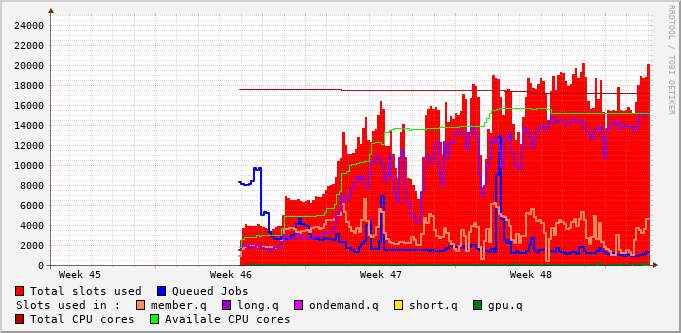 RRDTOOL / TOBI OETIKER
24000
22000
20000
18000
16000
14000
12000
10000
8000
6000
4000
2000
0
Week 45 Week 46 Week 47 Week 48
Total slots used Queued Jobs
Slots used in : member.q long.q ondemand.q short.q gpu.q
Total CPU cores Availale CPU cores